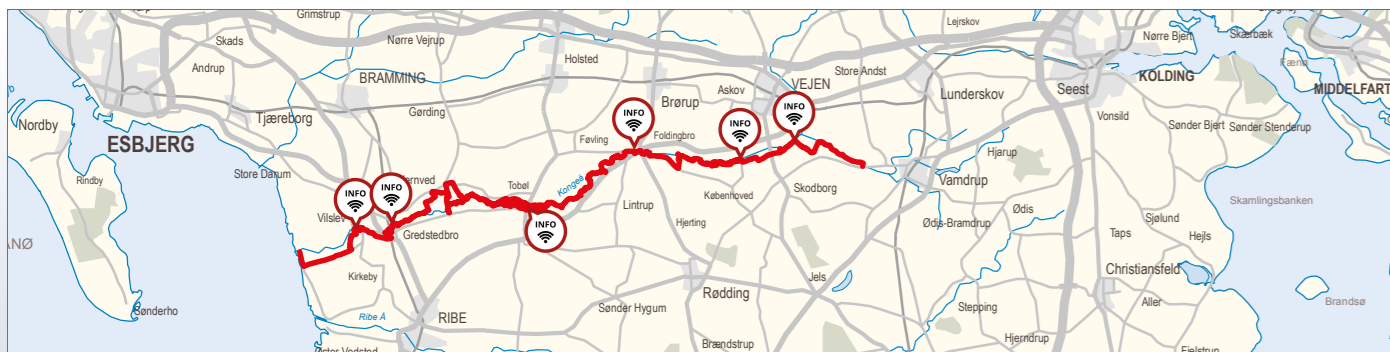 Grimstrup
Nørre Vejrup
Skads
Andrup
BRAMMING
Holsted
Gørding
Tjæreborg
Nordby
ESBJERG
Rindby
Store Darum
Sønderho
Vilslev
Gredstedbro
Kirkeby
Ribe Å
RIBE
INFO
INFO
INFO
INFO
INFO
INFO
Tobøl
Kongeå
Føvling
Brørup
Foldingbro
Askov
VEJEN
Store Andst
Lejrskov
Lunderskov
Seest
KOLDING
Nørre Bjert
Skærbæk
Fænø
MIDDELFART
Vonsild
Sønder Bjert
Sønder Stenderup
Lintrup
Hjerting
Københoved
Skodborg
Vamdrup
Hjarup
Ødis
Ødis-Bramdrup
Skamlingsbanken
Sjølund
Taps
Hejls
Christiansfeld
Aller
Brandsø
Jels
Rødding
Sønder Hygum
Brændstrup
Stepping
Hjerndrup